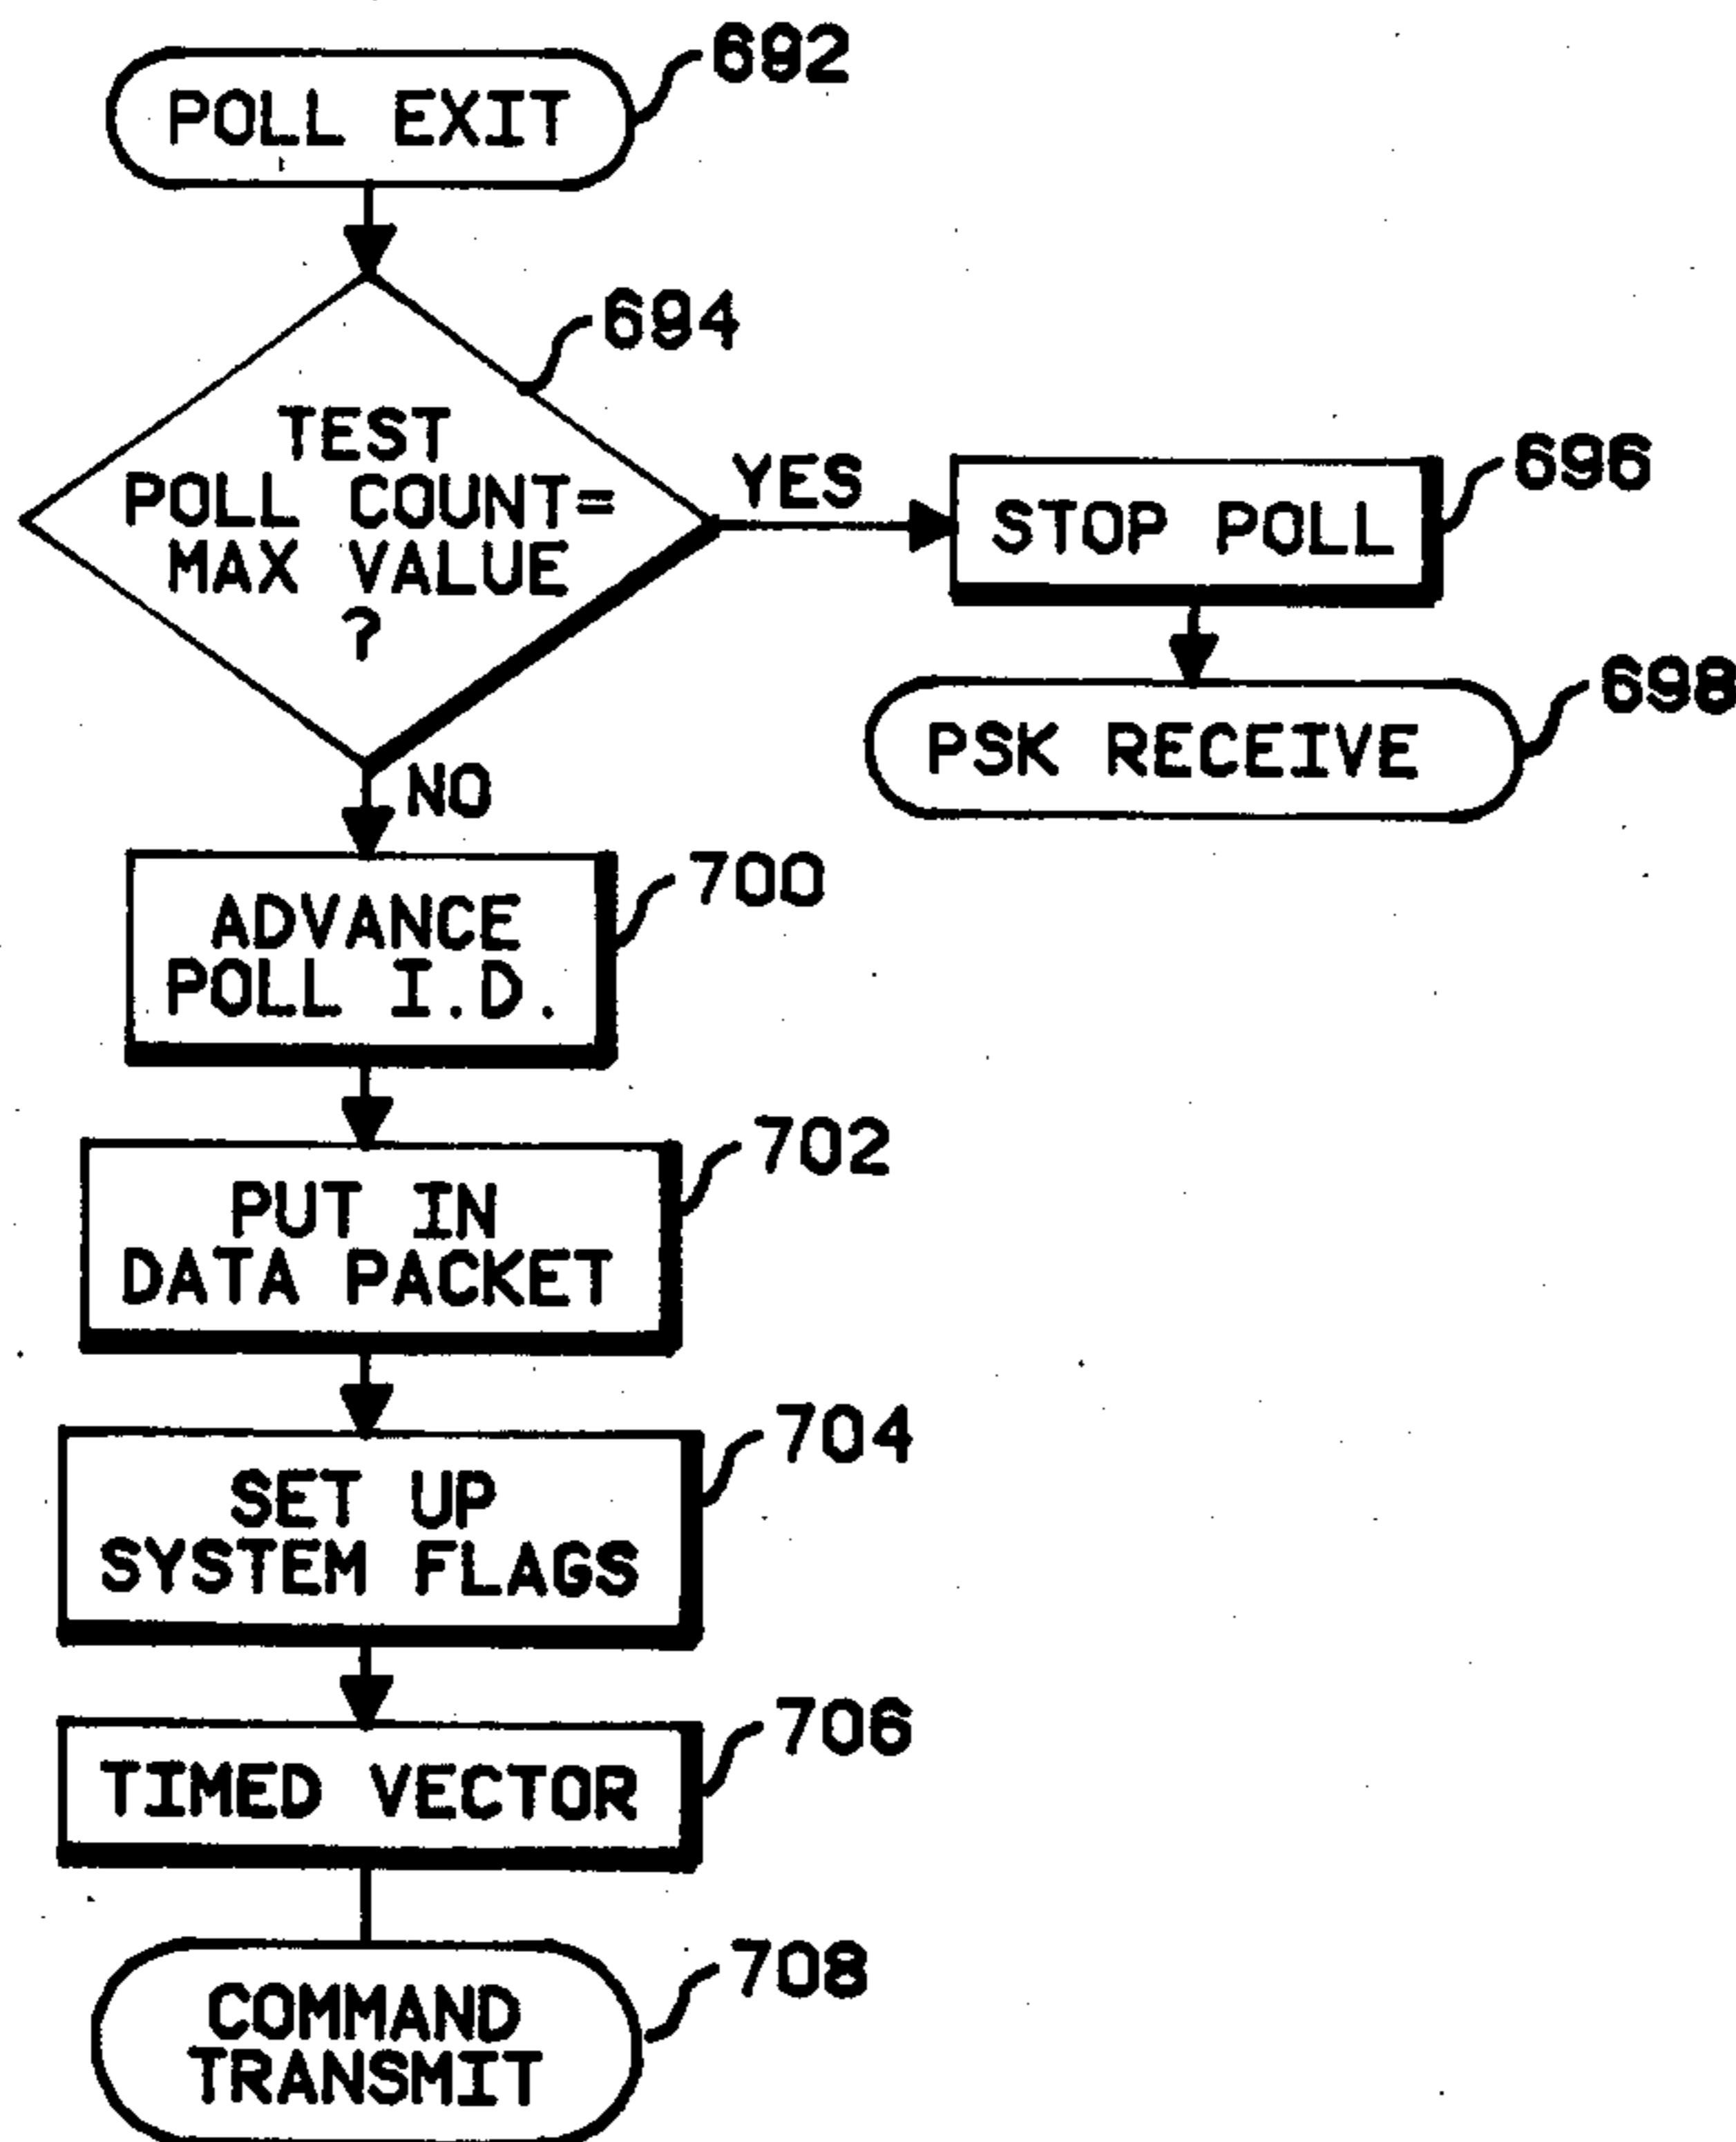 692
POLL EXIT
694
TEST
POLL COUNT=
MAX VALUE
?
YES
696
STOP POLL
698
PSK RECEIVE
NO
700
ADVANCE
POLL I.D.
702
PUT IN
DATA PACKET
704
SET UP
SYSTEM FLAGS
706
TIMED VECTOR
708
COMMAND
TRANSMIT